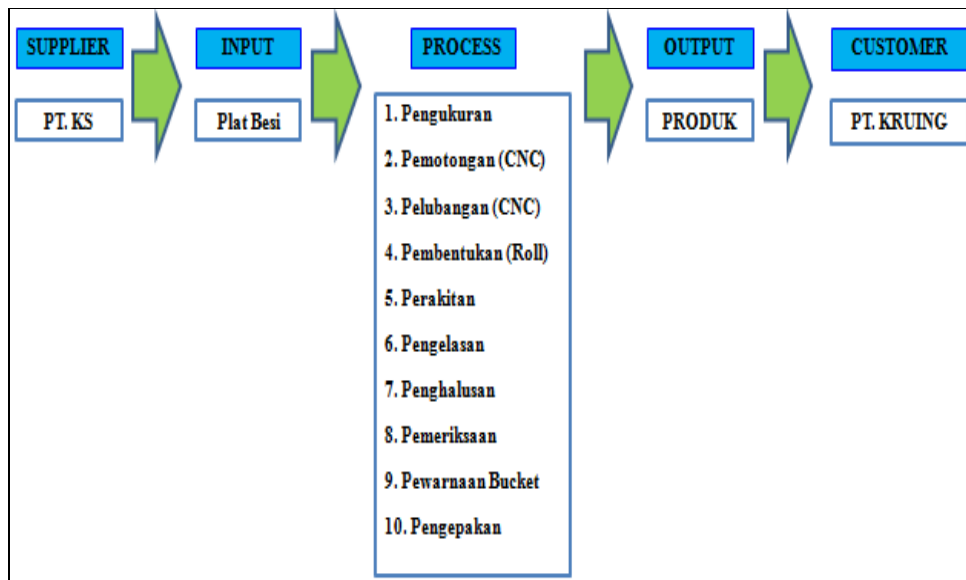 SUPPLIER
INPUT
PROCESS
OUTPUT
CUSTOMER
PT. KS
Plat Besi
1. Pengukuran
2. Pemotongan (CNC)
3. Pelubangan (CNC)
4. Pembentukan (Roll)
5. Perakitan
6. Pengelasan
7. Penghalusan
8. Pemeriksaan
9. Pewarnaan Bucket
10. Pengepakan
PRODUK
PT. KRUING